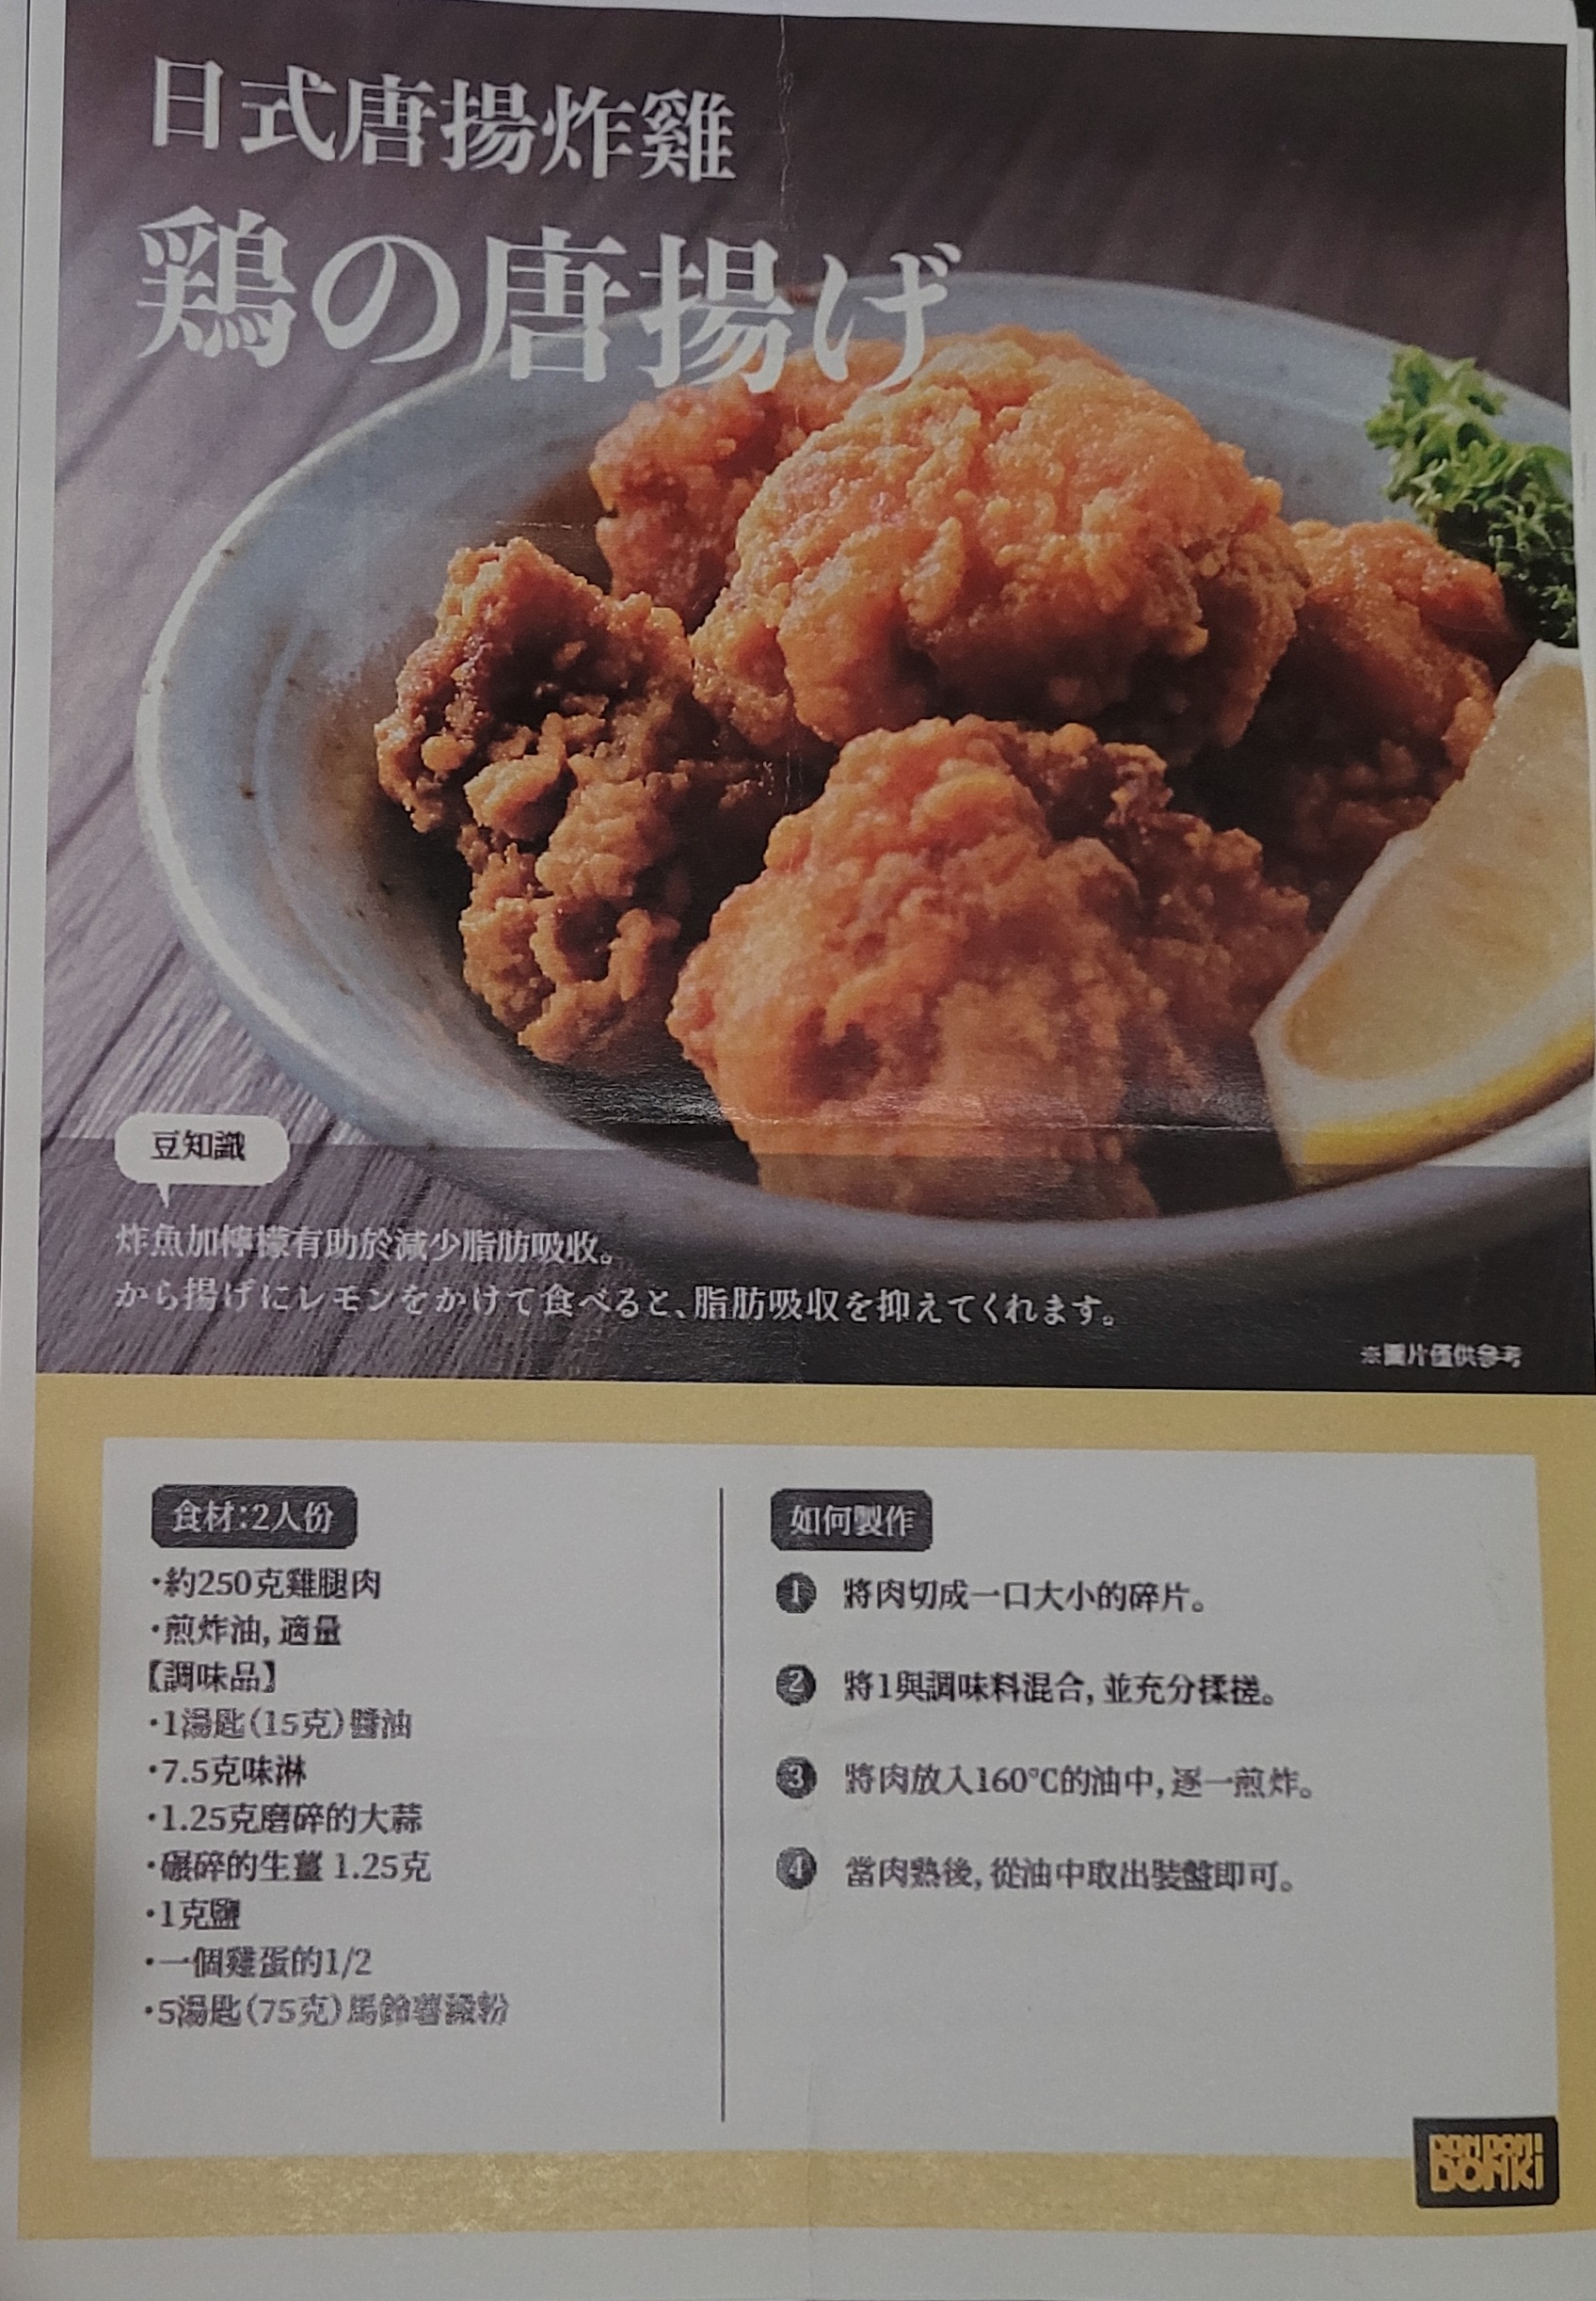 日式唐揚炸雞
鶏の唐揚げ
豆知識
炸魚加檸檬有助於減少脂肪吸收。
から揚げにレモンをかけて食べると、脂肪吸収を抑えてくれます。
※圖片僅供參考
食材:2人份
・約250克雞腿肉
・煎炸油, 適量
【調味品】
・1湯匙(15克)醬油
・7.5克味淋
・1.25克磨碎的大蒜
・碾碎的生薑 1.25克
・1克鹽
・一個雞蛋的1/2
・5湯匙(75克)馬鈴薯澱粉
如何製作
1 將肉切成一口大小的碎片。
2 將1與調味料混合, 並充分揉搓。
3 將肉放入160°C的油中, 逐一煎炸。
4 當肉熟後, 從油中取出裝盤即可。
DON DON!
DONKI